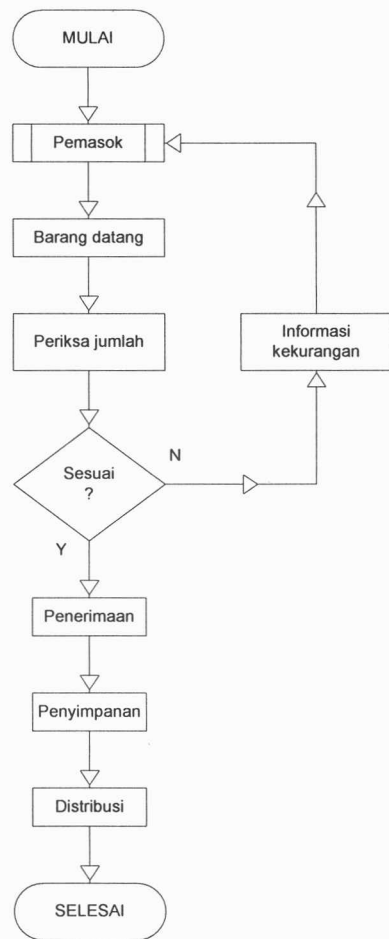 MULAI
Pemasok
Barang datang
Periksa jumlah
Informasi
kekurangan
Sesuai
?
N
Y
Penerimaan
Penyimpanan
Distribusi
SELESAI